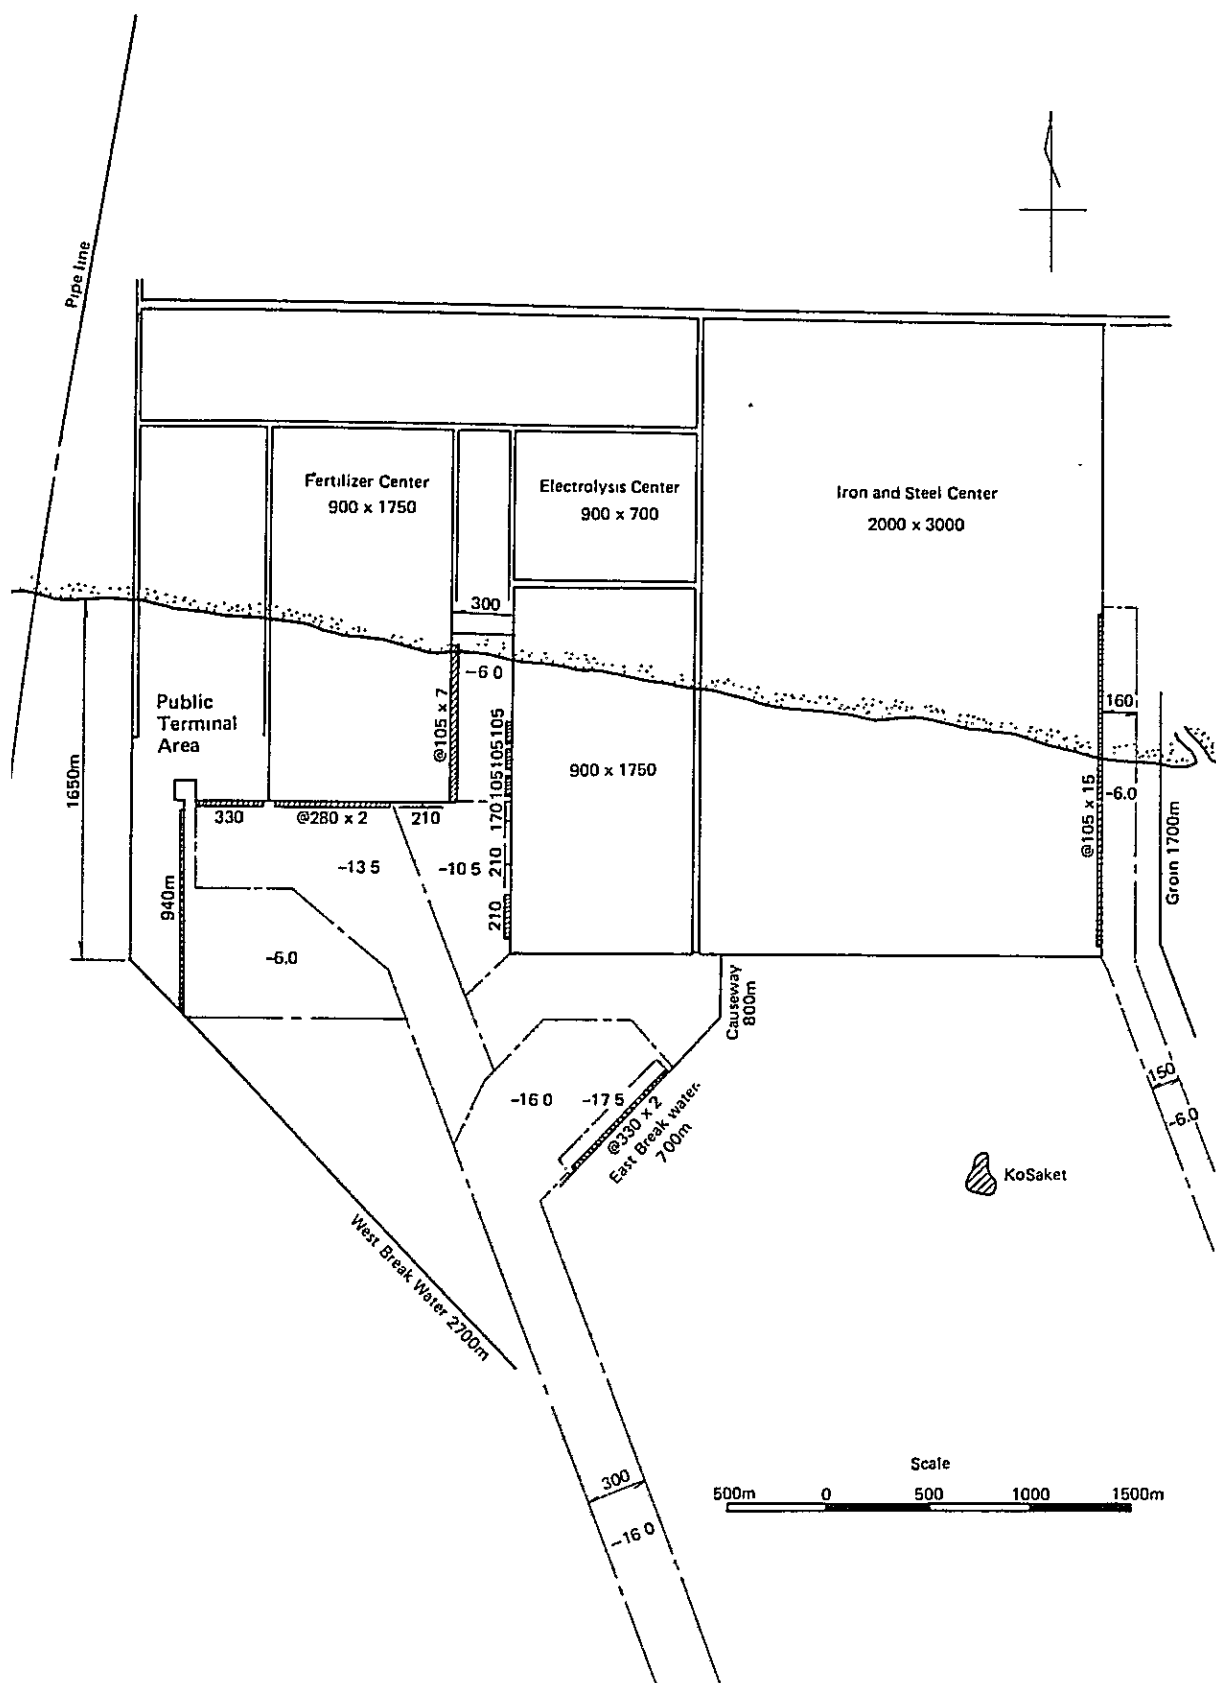 Pipe line
Fertilizer Center
900 x 1750
Electrolysis Center
900 x 700
Iron and Steel Center
2000 x 3000
300
-6 0
@105 x 7
Public
Terminal
Area
1650m
105
105
105
170
210
210
900 x 1750
160
-6.0
@105 x 15
Groin 1700m
330
@280 x 2
210
-13 5
-10 5
940m
-6.0
Causeway
800m
-16 0
-17 5
@330 x 2
East Break water.
700m
150
-6.0
KoSaket
West Break Water 2700m
300
-16 0
Scale
500m 0 500 1000 1500m